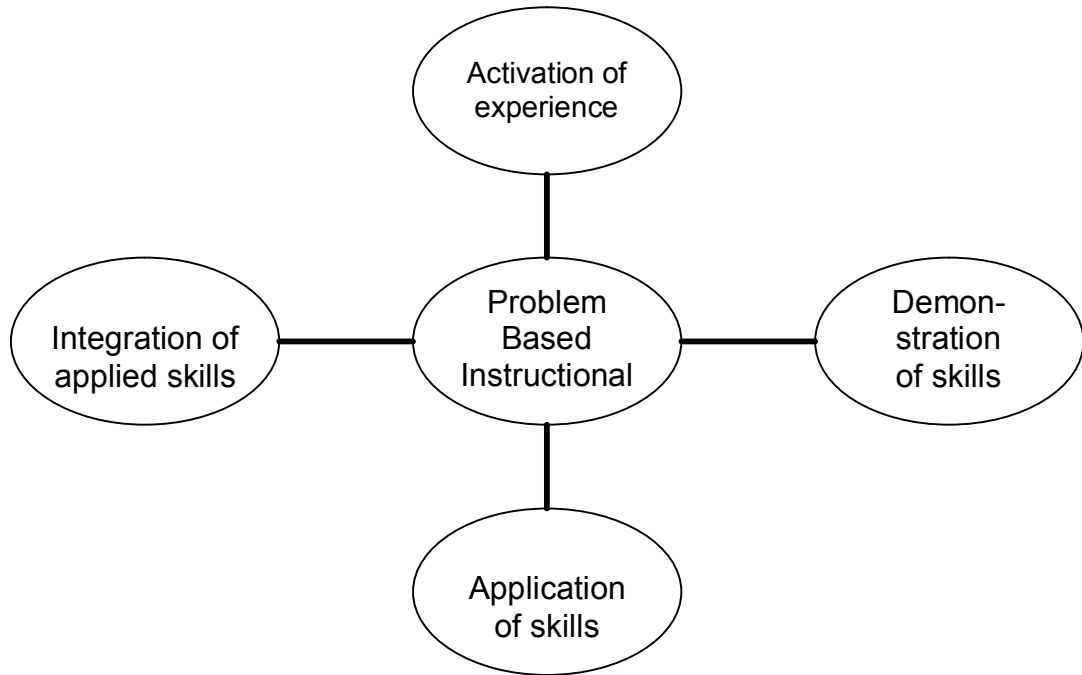 Activation of
experience
Integration of
applied skills
Problem
Based
Instructional
Demon-
stration
of skills
Application
of skills